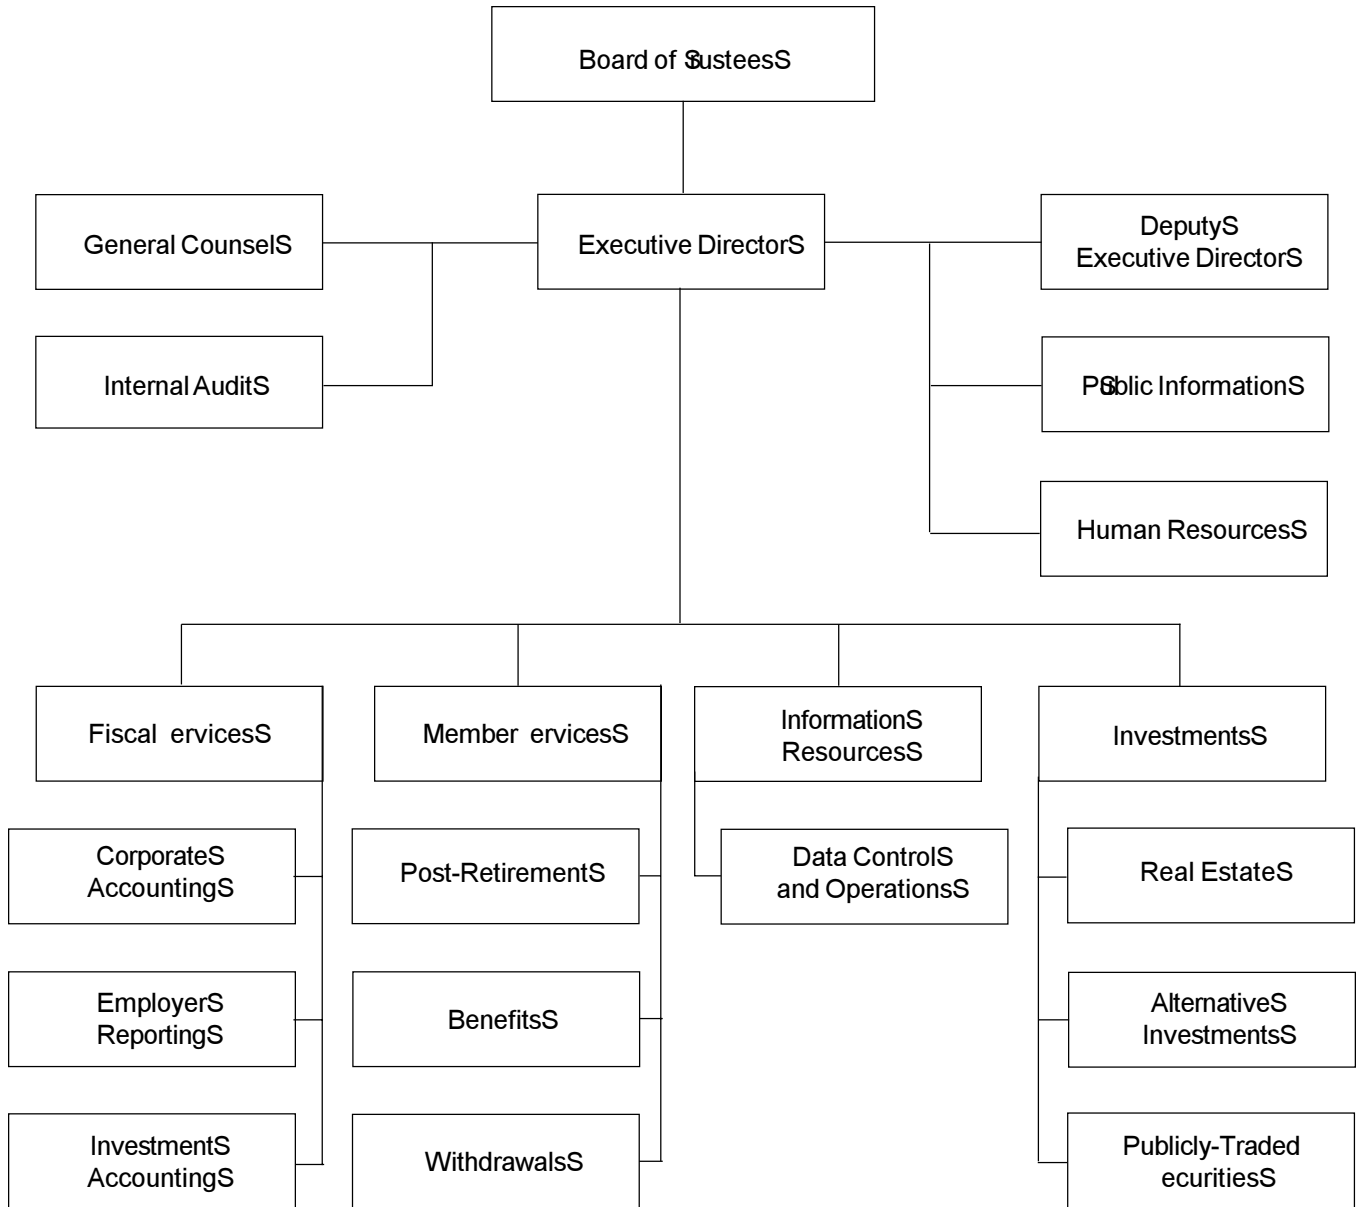 Board of SrusteesS
General CounselS
Executive DirectorS
DeputyS
Executive DirectorS
Internal AuditS
PSblic InformationS
Human ResourcesS
Fiscal ervicesS
Member ervicesS
InformationS
ResourcesS
InvestmentsS
CorporateS
AccountingS
Post-RetirementS
Data ControlS
and OperationsS
Real EstateS
EmployerS
ReportingS
BenefitsS
AlternativeS
InvestmentsS
InvestmentS
AccountingS
WithdrawalsS
Publicly-Traded
ecuritiesS